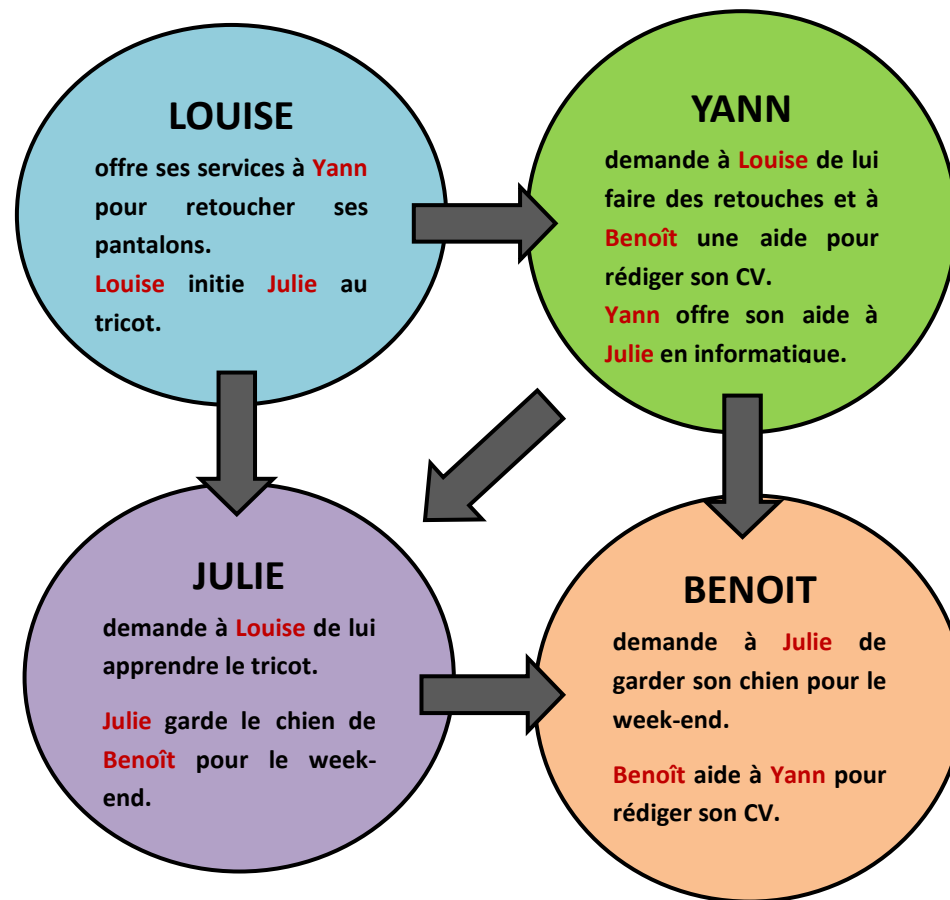 LOUISE
offre ses services à Yann
pour retoucher ses
pantalons.
Louise initie Julie au
tricot.
YANN
demande à Louise de lui
faire des retouches et à
Benoît une aide pour
rédiger son CV.
Yann offre son aide à
Julie en informatique.
JULIE
demande à Louise de lui
apprendre le tricot.
Julie garde le chien de
Benoît pour le week-
end.
BENOIT
demande à Julie de
garder son chien pour le
week-end.
Benoît aide à Yann pour
rédiger son CV.